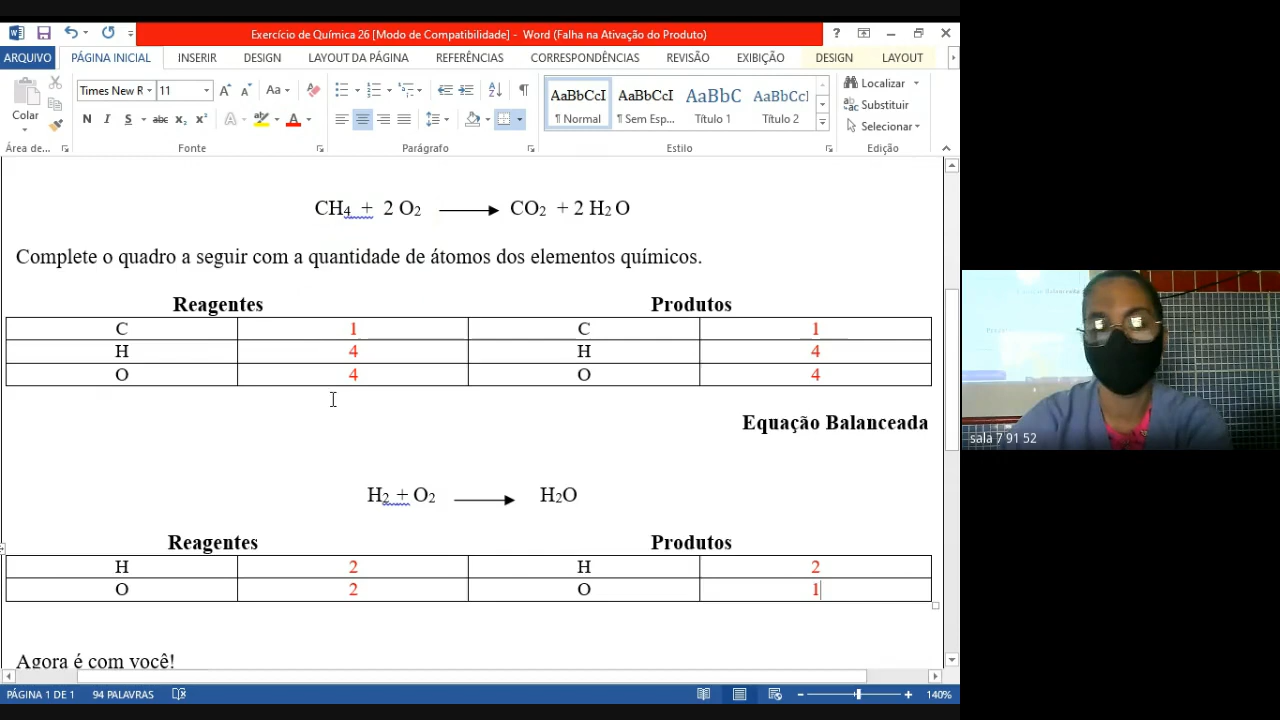 Exercício de Química 26 [Modo de Compatibilidade] - Word (Falha na Ativação do Produto)
ARQUIVO PÁGINA INICIAL INSERIR DESIGN LAYOUT DA PÁGINA REFERÊNCIAS CORRESPONDÊNCIAS REVISÃO EXIBIÇÃO DESIGN LAYOUT
Times New R 11 Aa
AaBbCcI AaBbCcI AaBbC AaBbCcI
Localizar
Substituir
Selecionar
Colar
N I S abc x₂ x² A A
¶ Normal ¶ Sem Esp... Título 1 Título 2
Área de... Fonte Parágrafo Estilo Edição
CH4 + 2 O2 → CO2 + 2 H2 O
Complete o quadro a seguir com a quantidade de átomos dos elementos químicos.
Reagentes Produtos
C 1 C 1
H 4 H 4
O 4 O 4
Equação Balanceada
H2 + O2 → H2O
Reagentes Produtos
H 2 H 2
O 2 O 1
Agora é com você!
PÁGINA 1 DE 1 94 PALAVRAS 140%
sala 7 91 52